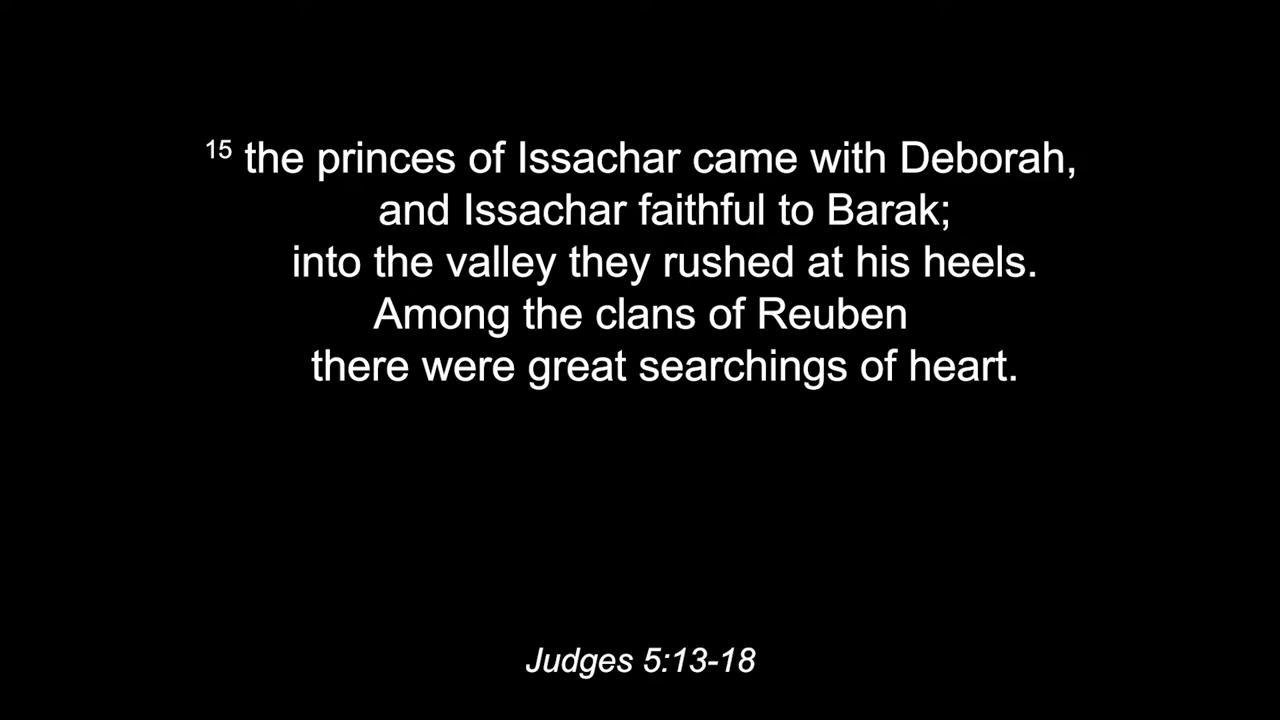 15 the princes of Issachar came with Deborah,
and Issachar faithful to Barak;
into the valley they rushed at his heels.
Among the clans of Reuben
there were great searchings of heart.
Judges 5:13-18